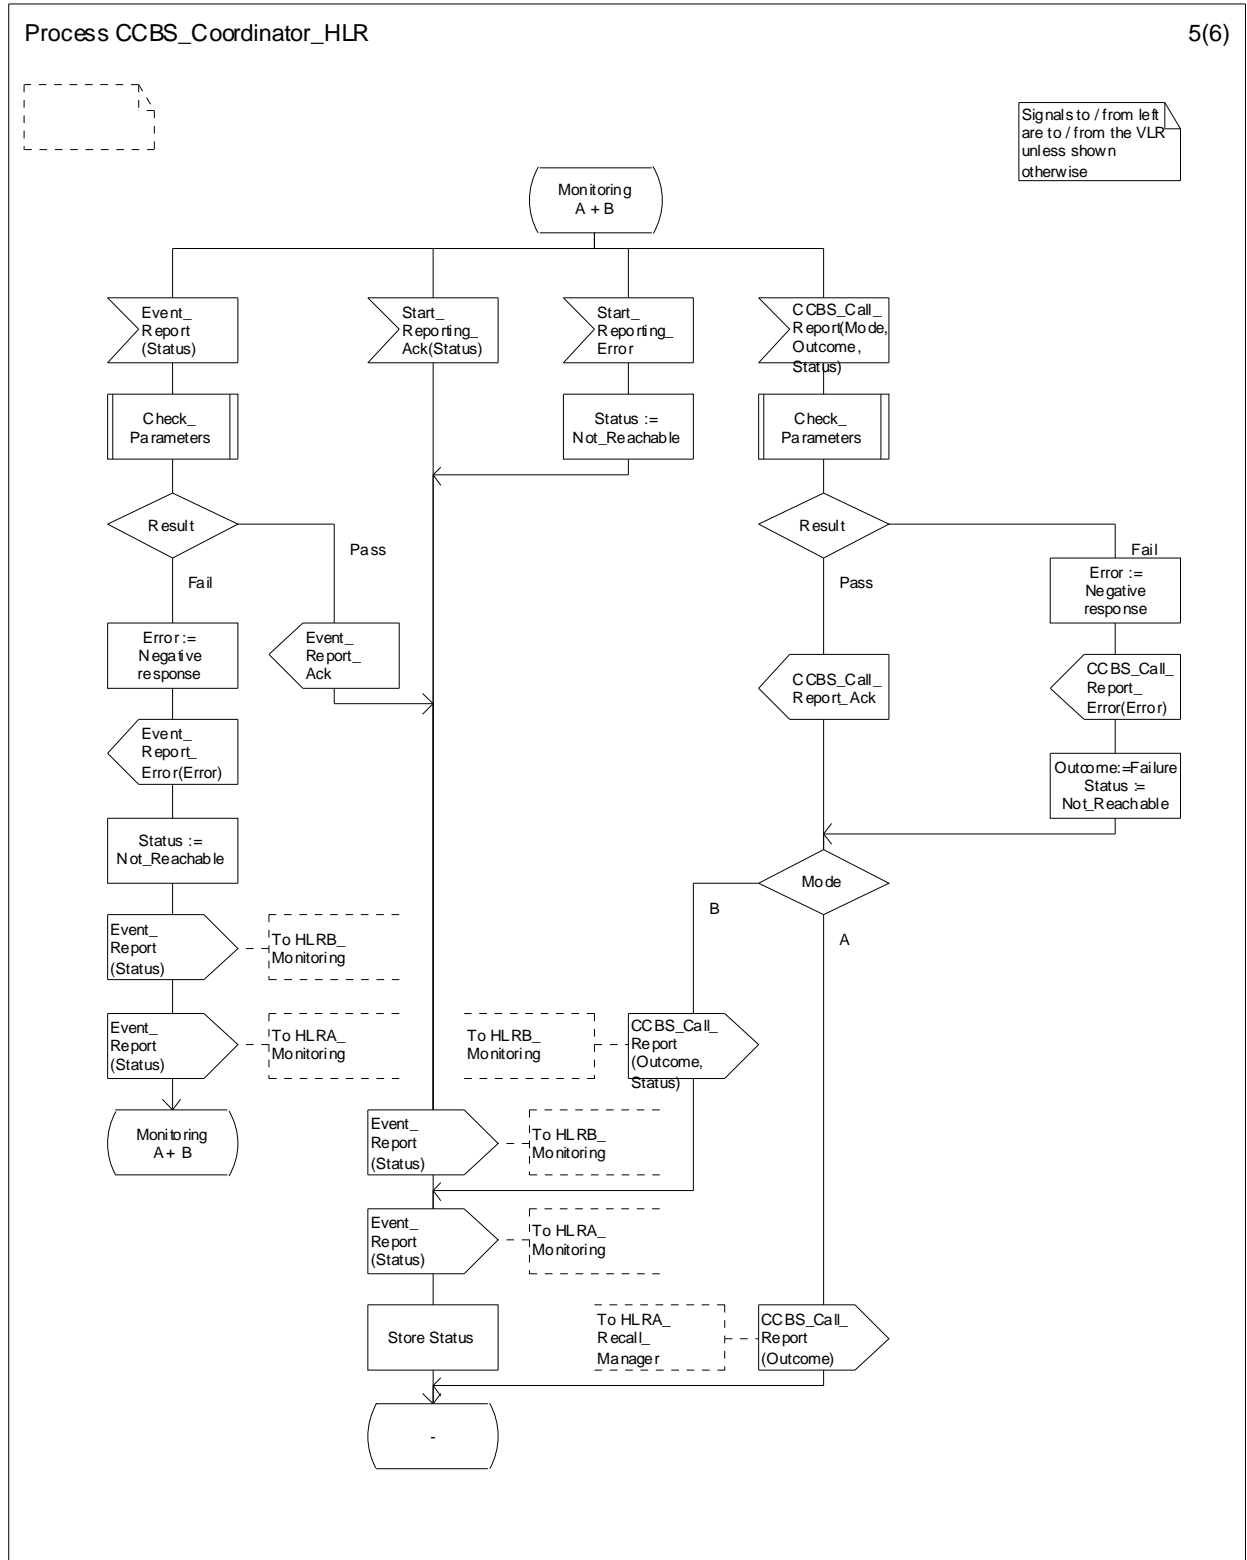 Process CCBS_Coordinator_HLR
5(6)
Signals to / from left
are to / from the VLR
unless shown
otherwise
Monitoring
A + B
Event_
Report
(Status)
Start_
Reporting_
Ack(Status)
Start_
Reporting_
Error
CCBS_Call_
Report(Mode,
Outcome,
Status)
Check_
Parameters
Status :=
Not_Reachable
Check_
Parameters
Result
Pass
Fail
Result
Pass
Fail
Error :=
Negative
response
Event_
Report_
Ack
Error :=
Negative
response
CCBS_Call_
Report_Ack
CCBS_Call_
Report_
Error(Error)
Event_
Report_
Error(Error)
Outcome:=Failure
Status :=
Not_Reachable
Status :=
Not_Reachable
Mode
B
A
Event_
Report
(Status)
To HLRB_
Monitoring
Event_
Report
(Status)
To HLRA_
Monitoring
To HLRB_
Monitoring
CCBS_Call_
Report
(Outcome,
Status)
Monitoring
A + B
Event_
Report
(Status)
To HLRB_
Monitoring
Event_
Report
(Status)
To HLRA_
Monitoring
Store Status
To HLRA_
Recall_
Manager
CCBS_Call_
Report
(Outcome)
-